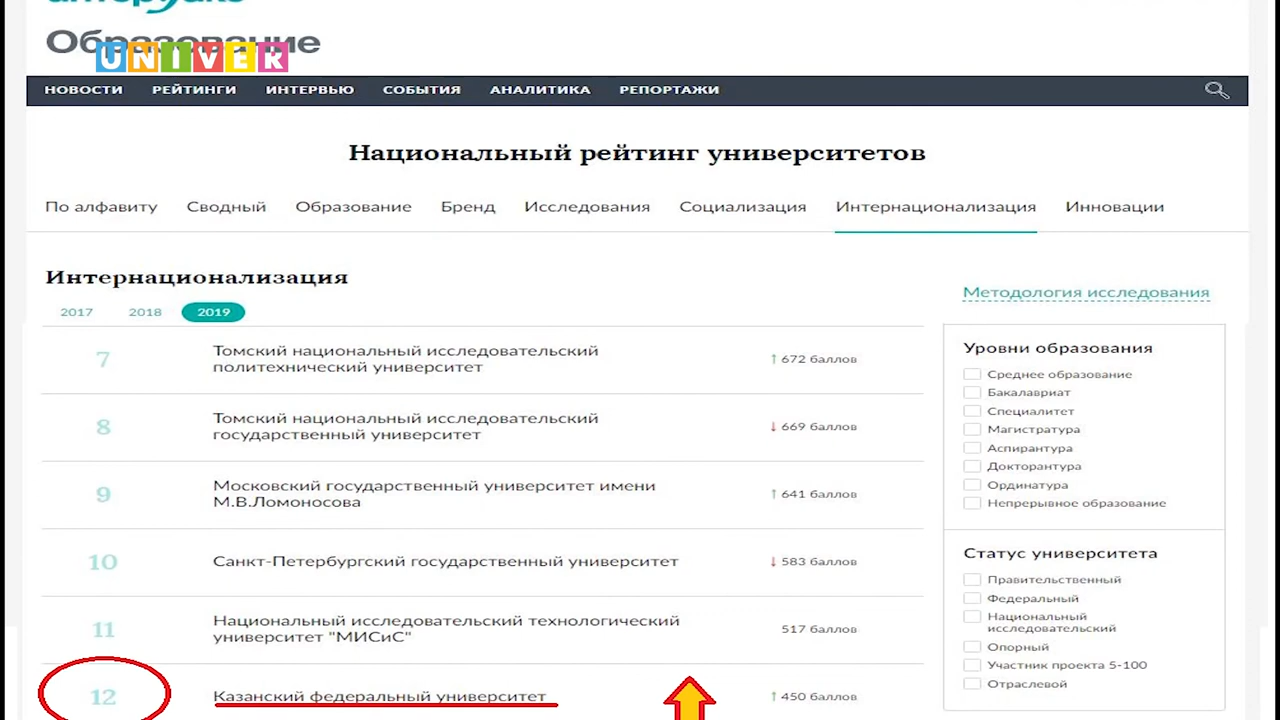 Образование
UNIVER
НОВОСТИ РЕЙТИНГИ ИНТЕРВЬЮ СОБЫТИЯ АНАЛИТИКА РЕПОРТАЖИ
Национальный рейтинг университетов
По алфавиту Сводный Образование Бренд Исследования Социализация Интернационализация Инновации
Интернационализация
2017 2018 2019
7 Томский национальный исследовательский
политехнический университет
↑ 672 баллов
8 Томский национальный исследовательский
государственный университет
↓ 669 баллов
9 Московский государственный университет имени
М.В.Ломоносова
↑ 641 баллов
10 Санкт-Петербургский государственный университет ↓ 583 баллов
11 Национальный исследовательский технологический
университет "МИСиС"
517 баллов
12 Казанский федеральный университет ↑ 450 баллов
Методология исследования
Уровни образования
Среднее образование
Бакалавриат
Специалитет
Магистратура
Аспирантура
Докторантура
Ординатура
Непрерывное образование
Статус университета
Правительственный
Федеральный
Национальный
исследовательский
Опорный
Участник проекта 5-100
Отраслевой